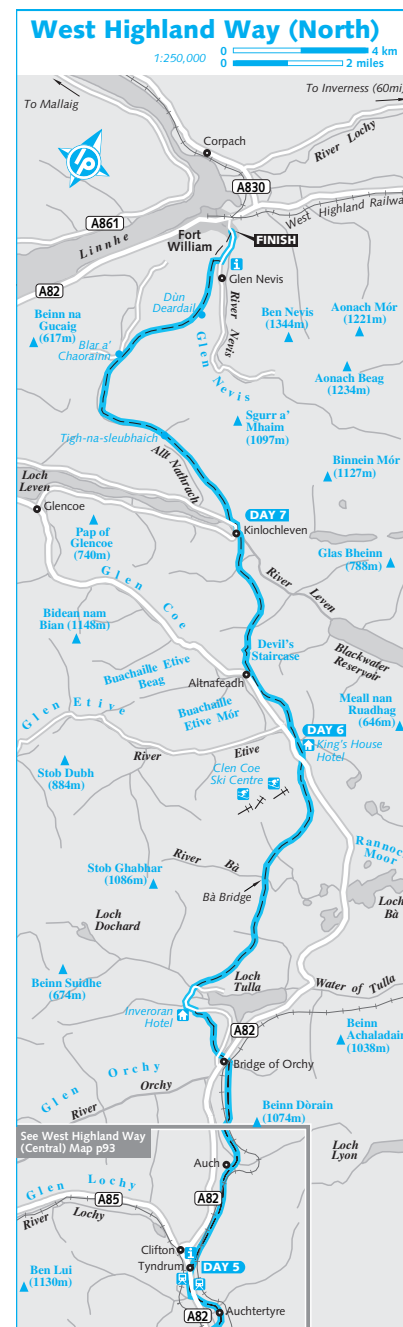 West Highland Way (North)
1:250,000
0 4 km
0 2 miles
To Mallaig
To Inverness (60mi)
Corpach
River Lochy
A830
A861
West Highland Railway
Linnhe
Fort
William
FINISH
A82
Glen Nevis
Dùn
Deardail
River Nevis
Beinn na
Gucaig
(617m)
Ben Nevis
(1344m)
Aonach Mór
(1221m)
Blar a'
Chaorainn
Glen Nevis
Aonach Beag
(1234m)
Sgurr a'
Mhaim
(1097m)
Tigh-na-sleubhaich
Allt Nathrach
Binnein Mór
(1127m)
Loch
Leven
Glencoe
DAY 7
Kinlochleven
Pap of
Glencoe
(740m)
Glas Bheinn
(788m)
Glen Coe
River Leven
Bidean nam
Bian (1148m)
Devil's
Staircase
Blackwater
Reservoir
Buachaille Etive
Beag
Altnafeadh
Glen Etive
Buachaille
Etive Mór
Meall nan
Ruadhag
(646m)
DAY 6
King's House
Hotel
River Etive
Stob Dubh
(884m)
Clen Coe
Ski Centre
Rannoc
Moor
Stob Ghabhar
(1086m)
River Bà
Bà Bridge
Loch
Bà
Loch
Dochard
Loch
Tulla
Water of Tulla
Beinn Suidhe
(674m)
Inveroran
Hotel
A82
Beinn
Achaladair
(1038m)
Bridge of Orchy
Glen Orchy
River Orchy
Beinn Dòrain
(1074m)
See West Highland Way
(Central) Map p93
Loch
Lyon
Auch
Glen Lochy
A85
A82
River Lochy
Clifton
Tyndrum
DAY 5
Ben Lui
(1130m)
A82
Auchtertyre